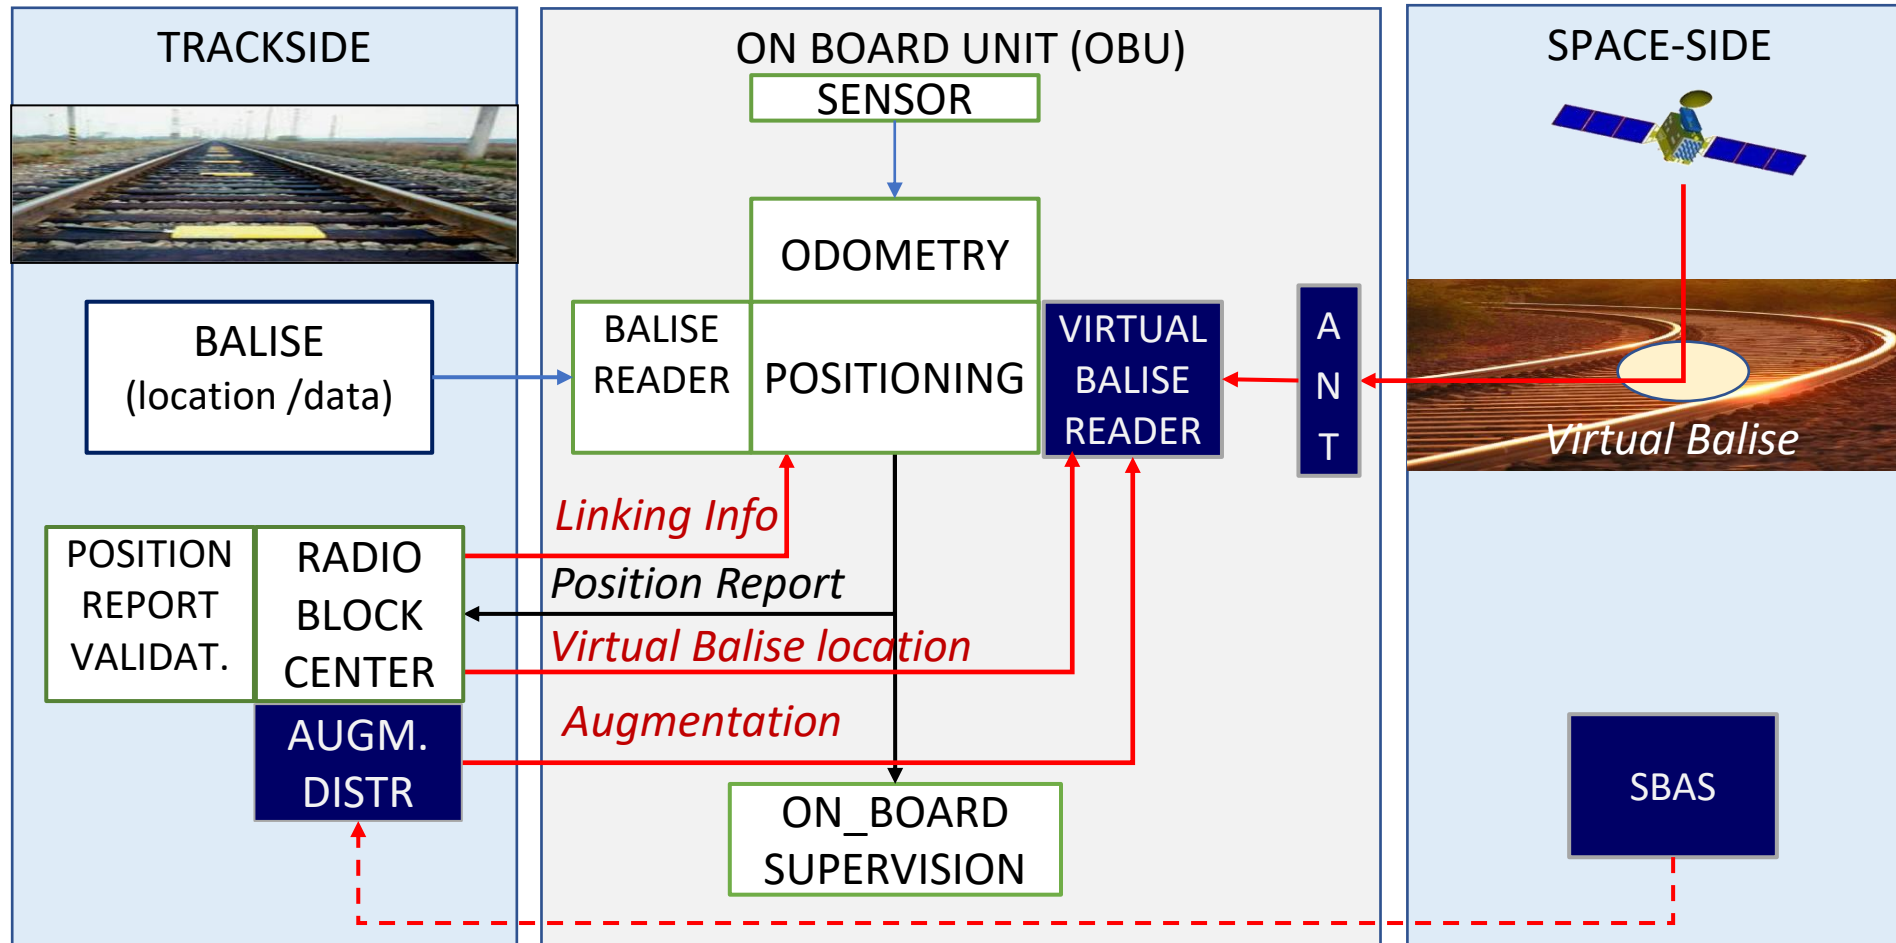 TRACKSIDE
BALISE
(location /data)
POSITION
REPORT
VALIDAT.
RADIO
BLOCK
CENTER
AUGM.
DISTR
ON BOARD UNIT (OBU)
SENSOR
ODOMETRY
BALISE
READER
POSITIONING
VIRTUAL
BALISE
READER
A
N
T
Linking Info
Position Report
Virtual Balise location
Augmentation
ON_BOARD
SUPERVISION
SPACE-SIDE
Virtual Balise
SBAS